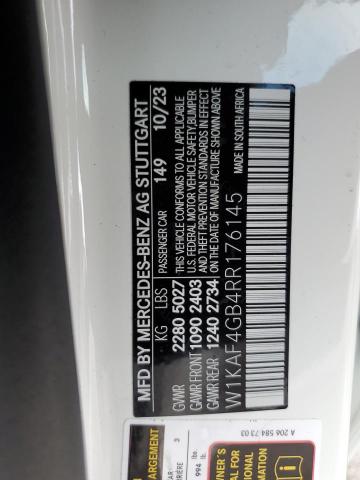 MFD BY MERCEDES-BENZ AG STUTTGART
KG LBS PASSENGER CAR 149 10/23
GVWR 2280 5027
GAWR FRONT 1090 2403
GAWR REAR 1240 2734
THIS VEHICLE CONFORMS TO ALL APPLICABLE
U.S. FEDERAL MOTOR VEHICLE SAFETY, BUMPER
AND THEFT PREVENTION STANDARDS IN EFFECT
ON THE DATE OF MANUFACTURE SHOWN ABOVE
W1KAF4GB4RR176145 MADE IN SOUTH AFRICA
A 206 584 73 03
3
994 lb.